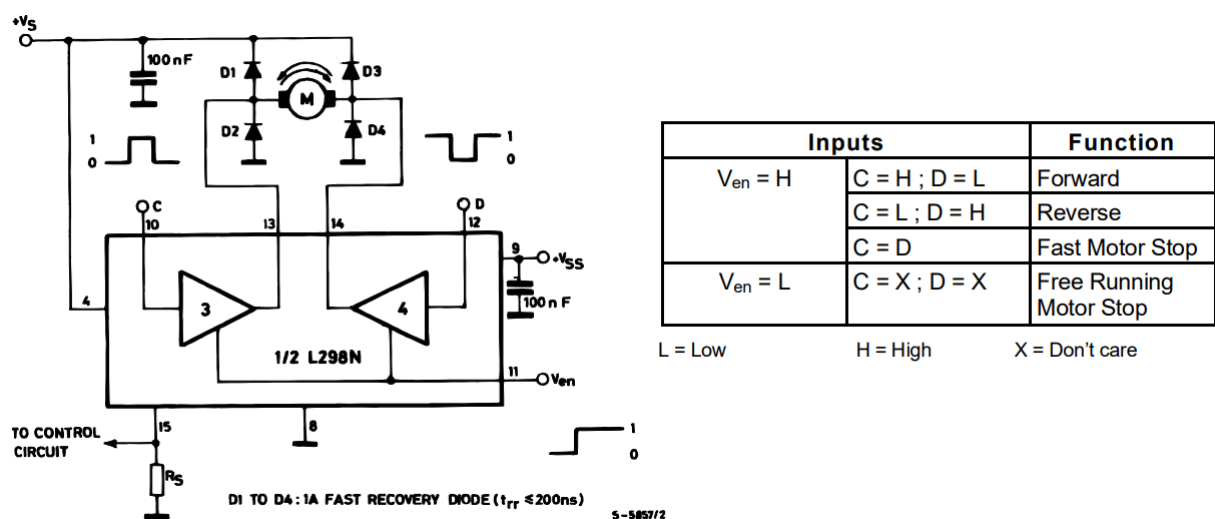 +VS
100nF
D1
D3
M
D2
D4
1
0
1
0
C
D
10
13
14
12
9
+VSS
4
3
4
100nF
1/2 L298N
11
Ven
15
8
TO CONTROL
CIRCUIT
RS
1
0
D1 TO D4 : 1A FAST RECOVERY DIODE (trr ≤ 200ns)
S-5857/2
Inputs Function
Ven = H C = H ; D = L Forward
C = L ; D = H Reverse
C = D Fast Motor Stop
Ven = L C = X ; D = X Free Running
Motor Stop
L = Low H = High X = Don't care